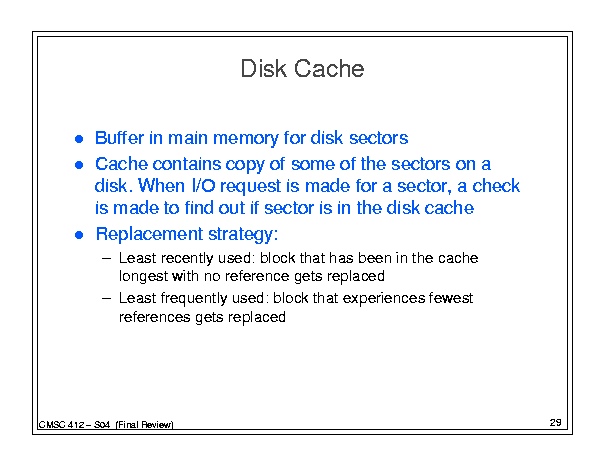 Disk Cache
● Buffer in main memory for disk sectors
● Cache contains copy of some of the sectors on a
disk. When I/O request is made for a sector, a check
is made to find out if sector is in the disk cache
● Replacement strategy:
– Least recently used: block that has been in the cache
longest with no reference gets replaced
– Least frequently used: block that experiences fewest
references gets replaced
CMSC 412 – S04 (Final Review)
29